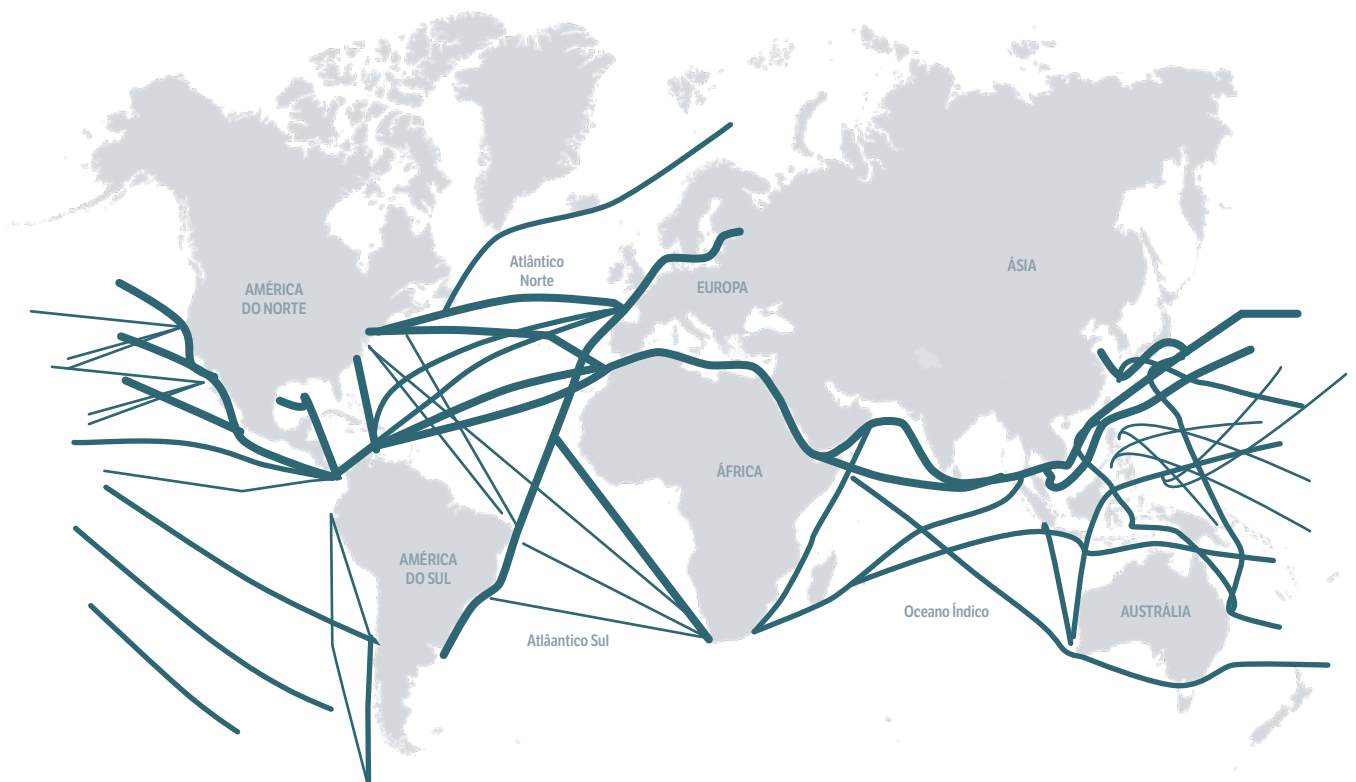 Atlântico
Norte
ÁSIA
AMÉRICA
DO NORTE
EUROPA
ÁFRICA
AMÉRICA
DO SUL
Oceano Índico
AUSTRÁLIA
Atlâantico Sul